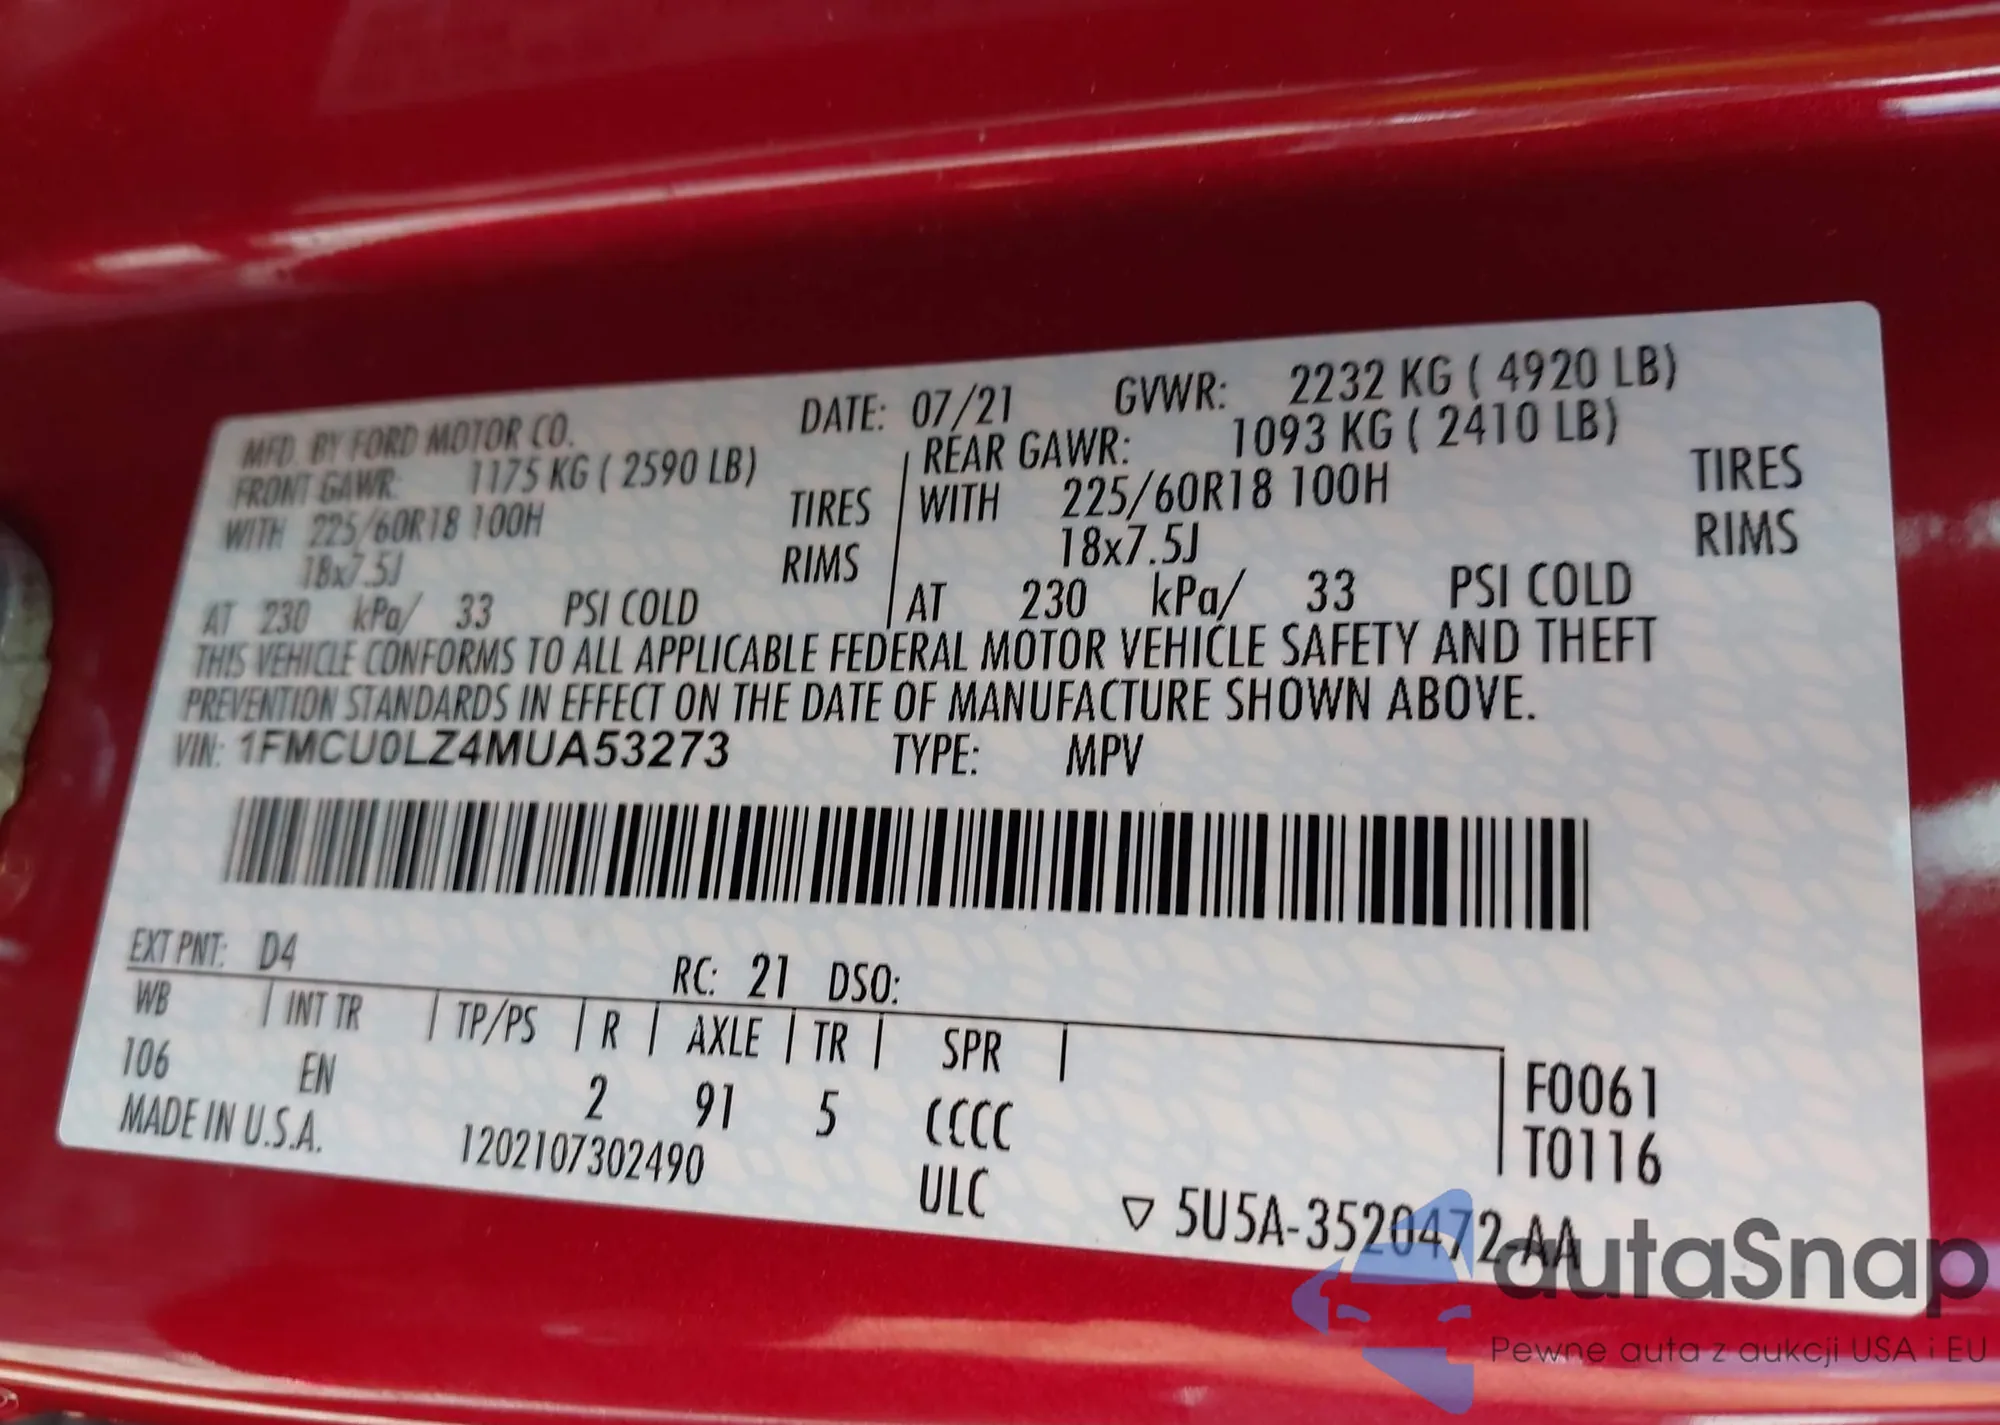 MFD. BY FORD MOTOR CO. DATE: 07/21 GVWR: 2232 KG ( 4920 LB)
FRONT GAWR: 1175 KG ( 2590 LB) REAR GAWR: 1093 KG ( 2410 LB)
WITH 225/60R18 100H TIRES WITH 225/60R18 100H TIRES
18x7.5J RIMS 18x7.5J RIMS
AT 230 kPa/ 33 PSI COLD AT 230 kPa/ 33 PSI COLD
THIS VEHICLE CONFORMS TO ALL APPLICABLE FEDERAL MOTOR VEHICLE SAFETY AND THEFT
PREVENTION STANDARDS IN EFFECT ON THE DATE OF MANUFACTURE SHOWN ABOVE.
VIN: 1FMCU0LZ4MUA53273 TYPE: MPV
EXT PNT: D4 RC: 21 DSO:
WB INT TR TP/PS R AXLE TR SPR
106 EN 2 91 5 CCCC F0061
MADE IN U.S.A. 1202107302490 ULC T0116
▽ 5U5A-3520472-AA
autaSnap
Pewne auta z aukcji USA i EU